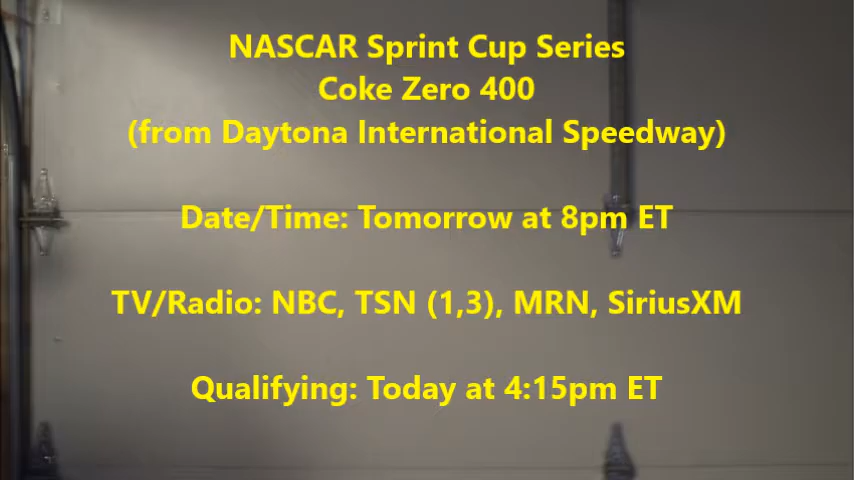 NASCAR Sprint Cup Series
Coke Zero 400
(from Daytona International Speedway)
Date/Time: Tomorrow at 8pm ET
TV/Radio: NBC, TSN (1,3), MRN, SiriusXM
Qualifying: Today at 4:15pm ET